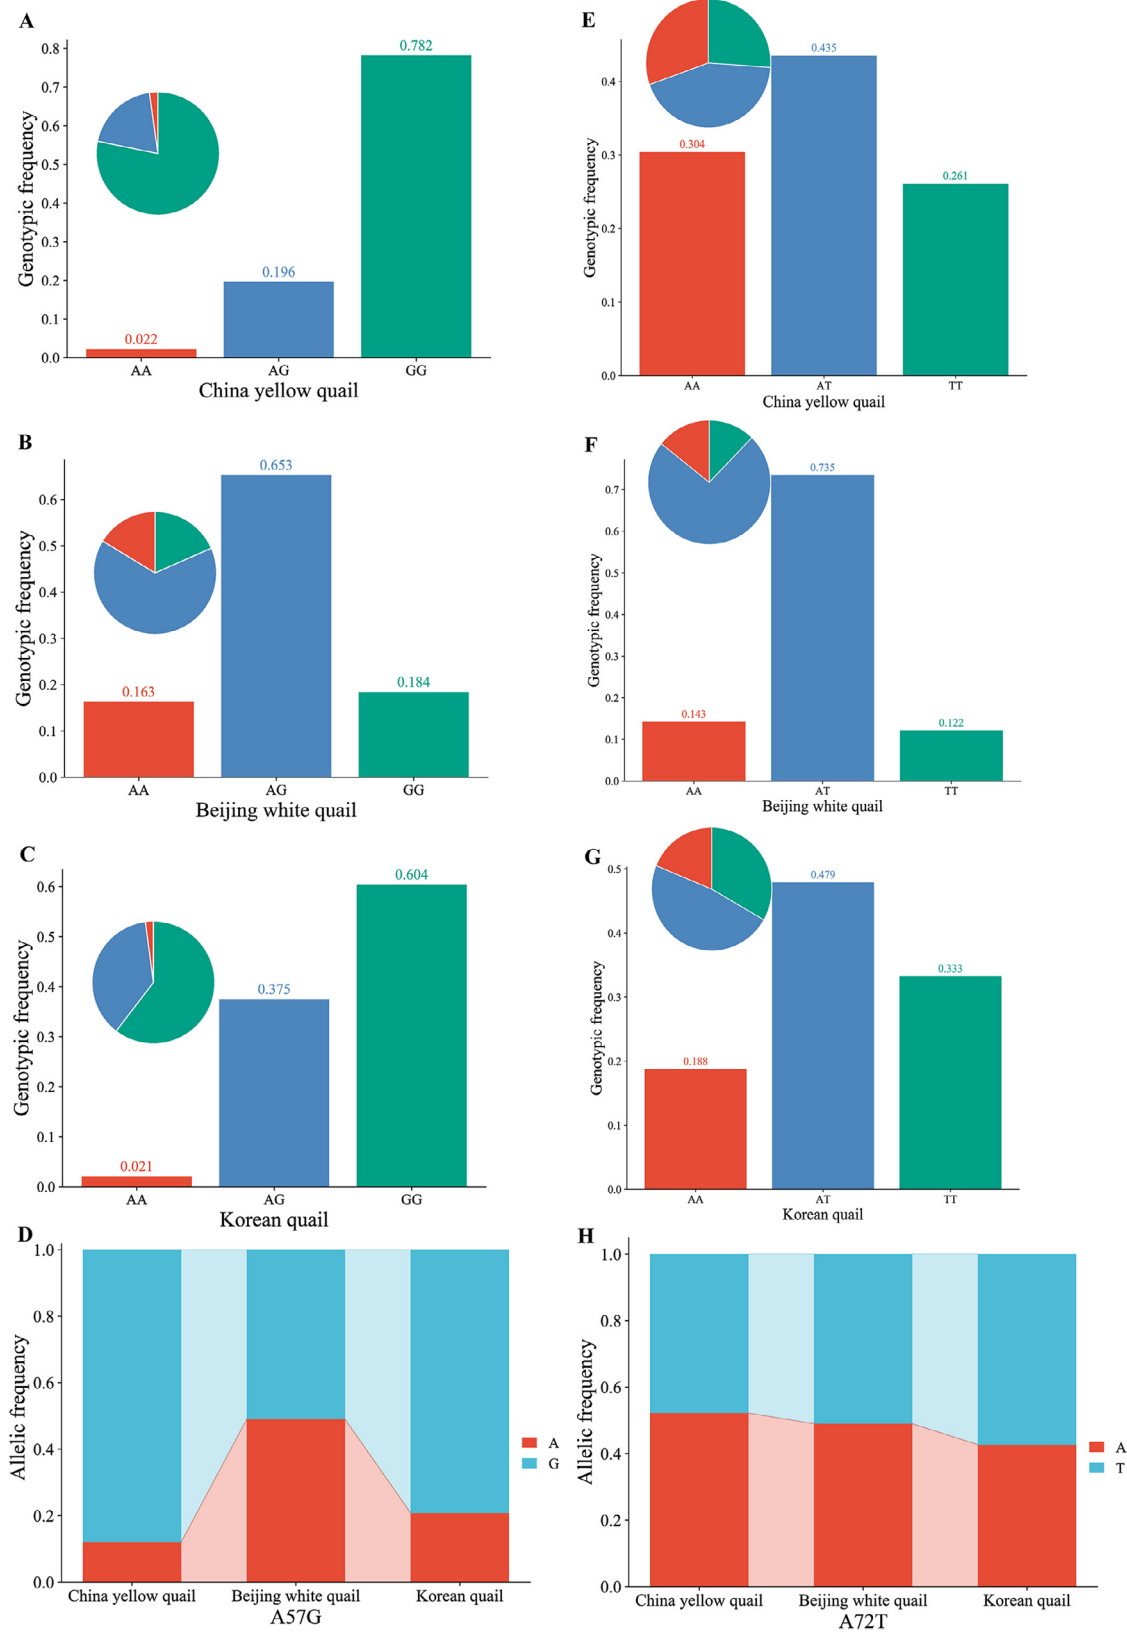 A
Genotypic frequency
0.8
0.7
0.6
0.5
0.4
0.3
0.2
0.1
0.0
0.022
0.196
0.782
AA AG GG
China yellow quail
E
Genotypic frequency
0.4
0.3
0.2
0.1
0.0
0.304
0.435
0.261
AA AT TT
China yellow quail
B
Genotypic frequency
0.6
0.5
0.4
0.3
0.2
0.1
0.0
0.163
0.653
0.184
AA AG GG
Beijing white quail
F
Genotypic frequency
0.7
0.6
0.5
0.4
0.3
0.2
0.1
0.0
0.143
0.735
0.122
AA AT TT
Beijing white quail
C
Genotypic frequency
0.6
0.5
0.4
0.3
0.2
0.1
0.0
0.021
0.375
0.604
AA AG GG
Korean quail
G
Genotypic frequency
0.5
0.4
0.3
0.2
0.1
0.0
0.188
0.479
0.333
AA AT TT
Korean quail
D
Allelic frequency
1.0
0.8
0.6
0.4
0.2
0.0
China yellow quail Beijing white quail Korean quail
A57G
A
G
H
Allelic frequency
1.0
0.8
0.6
0.4
0.2
0.0
China yellow quail Beijing white quail Korean quail
A72T
A
T